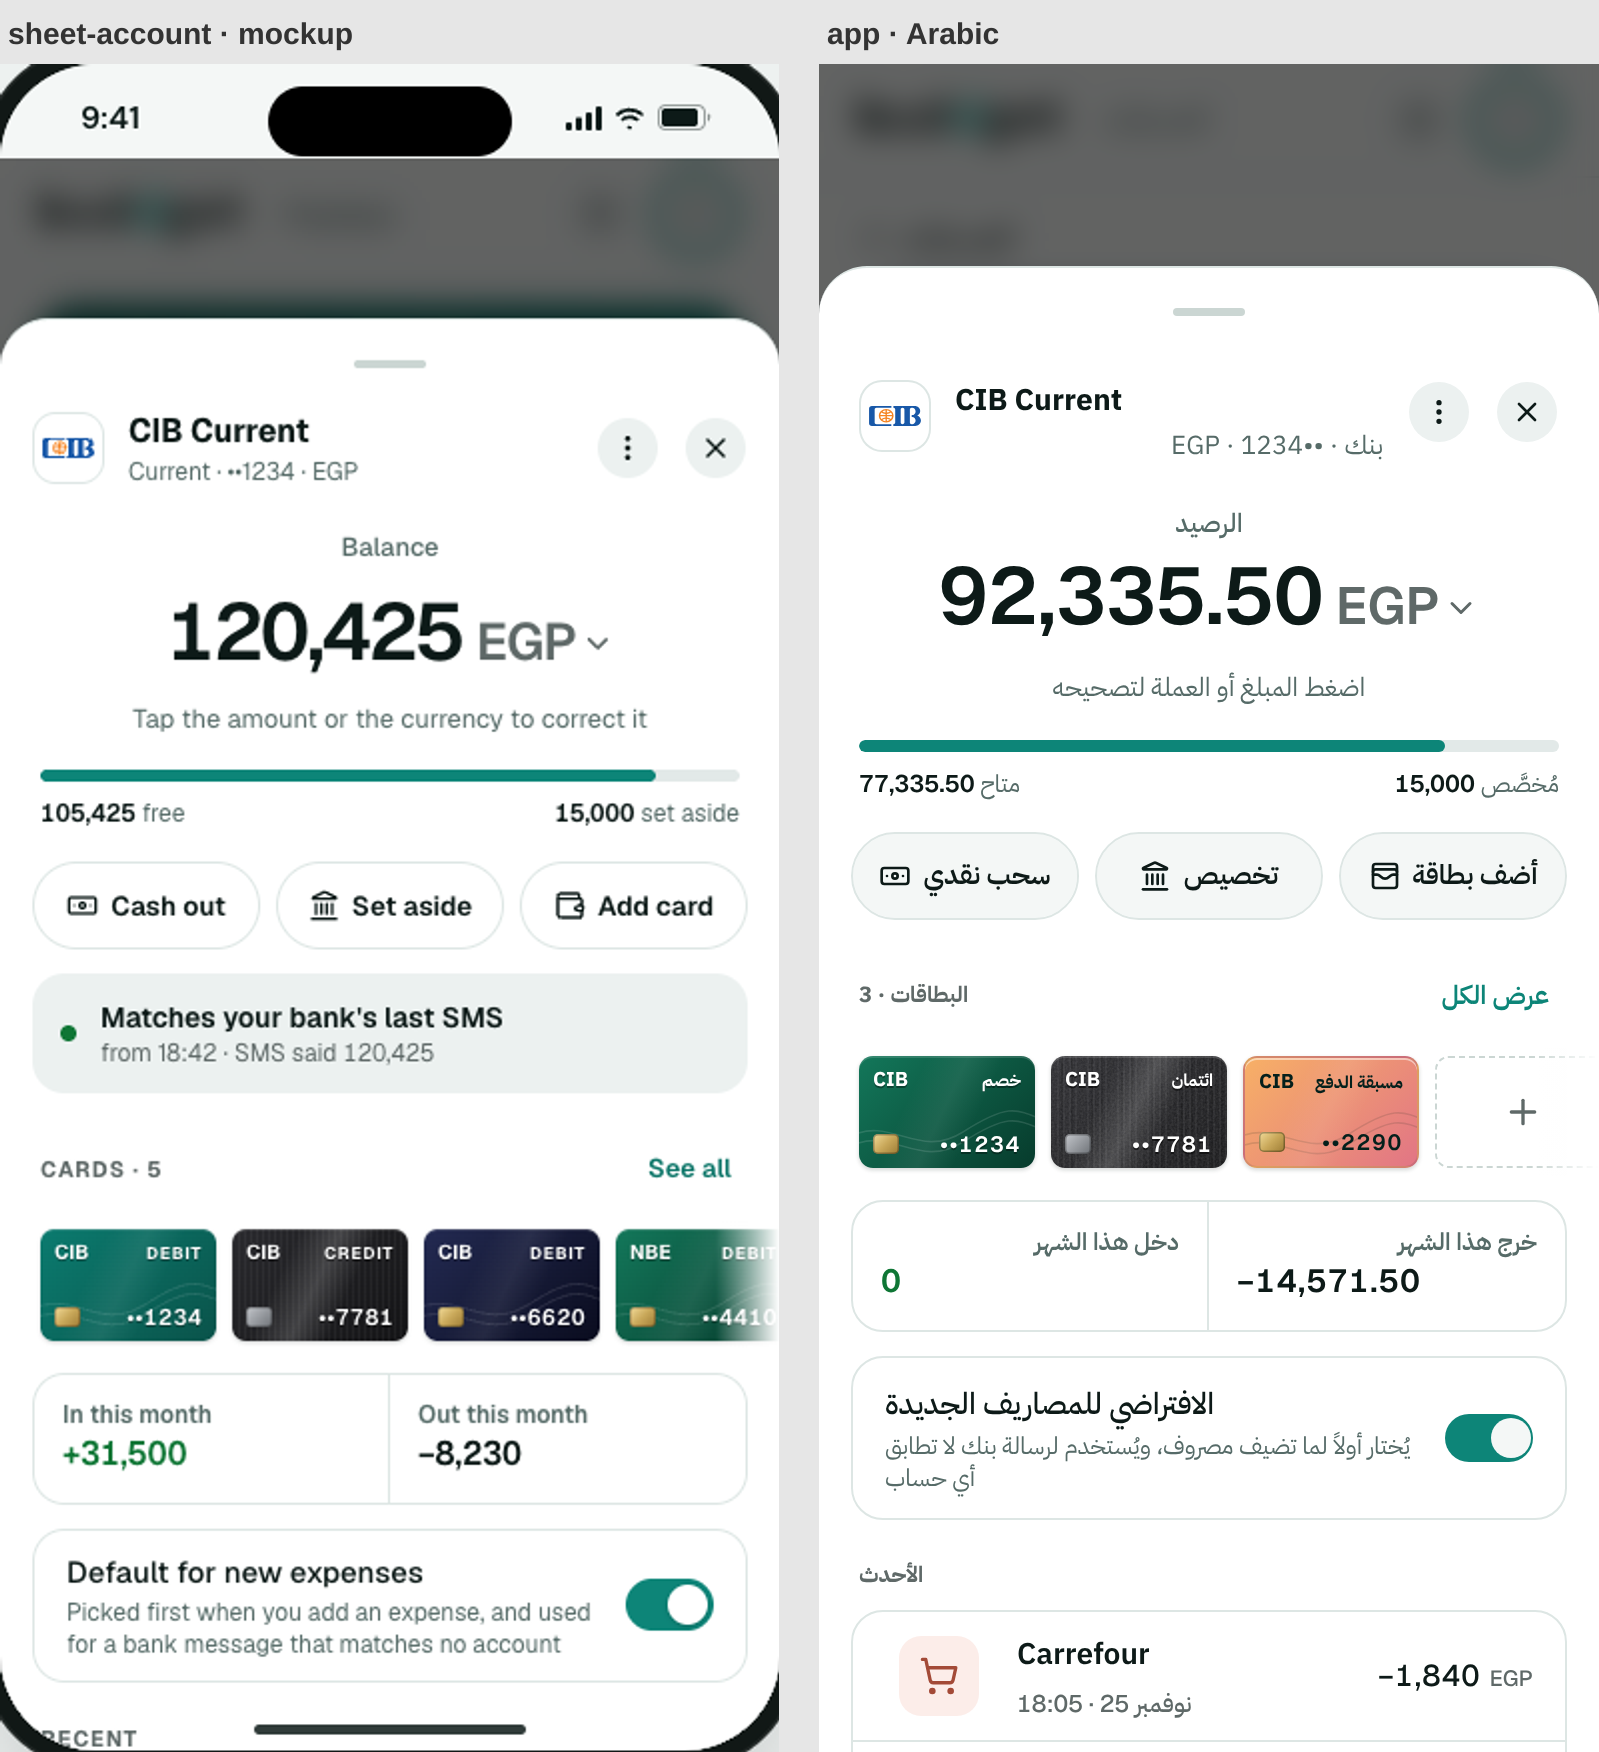 sheet-account · mockup
9:41
CIB
CIB Current
Current · ••1234 · EGP
Balance
120,425 EGP
Tap the amount or the currency to correct it
105,425 free
15,000 set aside
Cash out
Set aside
Add card
Matches your bank's last SMS
from 18:42 · SMS said 120,425
CARDS · 5
See all
CIB DEBIT
••1234
CIB CREDIT
••7781
CIB DEBIT
••6620
NBE DEBIT
••4410
In this month
+31,500
Out this month
−8,230
Default for new expenses
Picked first when you add an expense, and used
for a bank message that matches no account
RECENT
app · Arabic
CIB
CIB Current
بنك · ••1234 · EGP
الرصيد
92,335.50 EGP
اضغط المبلغ أو العملة لتصحيحه
77,335.50 متاح
15,000 مُخصَّص
سحب نقدي
تخصيص
أضف بطاقة
البطاقات · 3
عرض الكل
CIB خصم
••1234
CIB ائتمان
••7781
CIB مسبقة الدفع
••2290
دخل هذا الشهر
0
خرج هذا الشهر
−14,571.50
الافتراضي للمصاريف الجديدة
يُختار أولاً لما تضيف مصروف، ويُستخدم لرسالة بنك لا تطابق
أي حساب
الأحدث
Carrefour
18:05 · 25 نوفمبر
−1,840 EGP